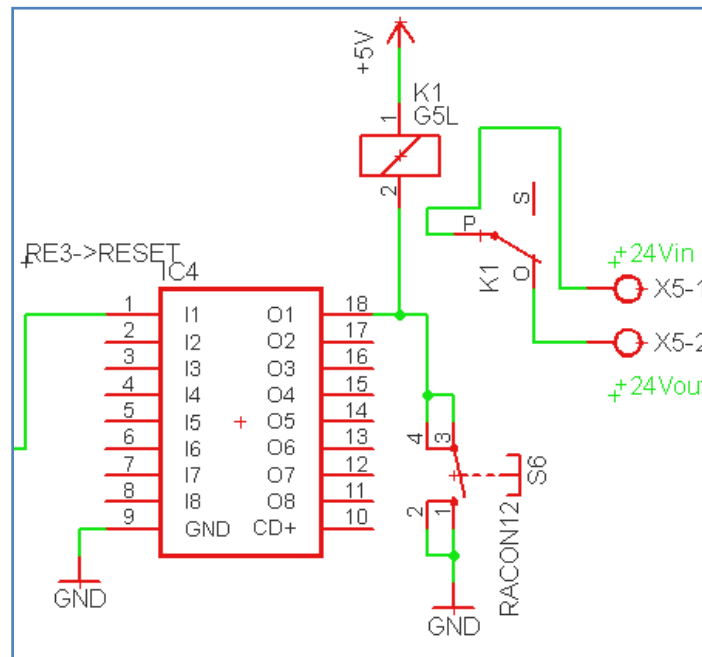 +5V
K1
G5L
1
2
S
P
K1
O
+24Vin
X5-1
X5-2
+24Vout
RE3->RESET
IC4
1 I1 O1 18
2 I2 O2 17
3 I3 O3 16
4 I4 O4 15
5 I5 O5 14
6 I6 O6 13
7 I7 O7 12
8 I8 O8 11
9 GND CD+ 10
GND
4 3
S6
2 1
RACON12
GND